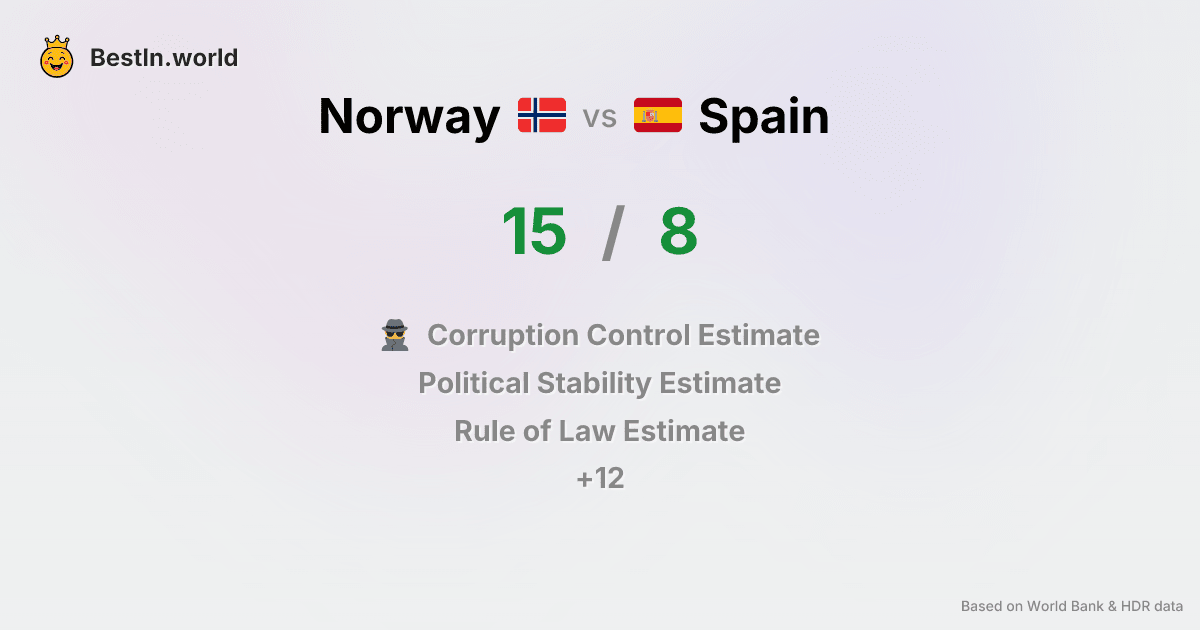 BestIn.world
Norway vs Spain
15 / 8
Corruption Control Estimate
Political Stability Estimate
Rule of Law Estimate
+12
Based on World Bank & HDR data